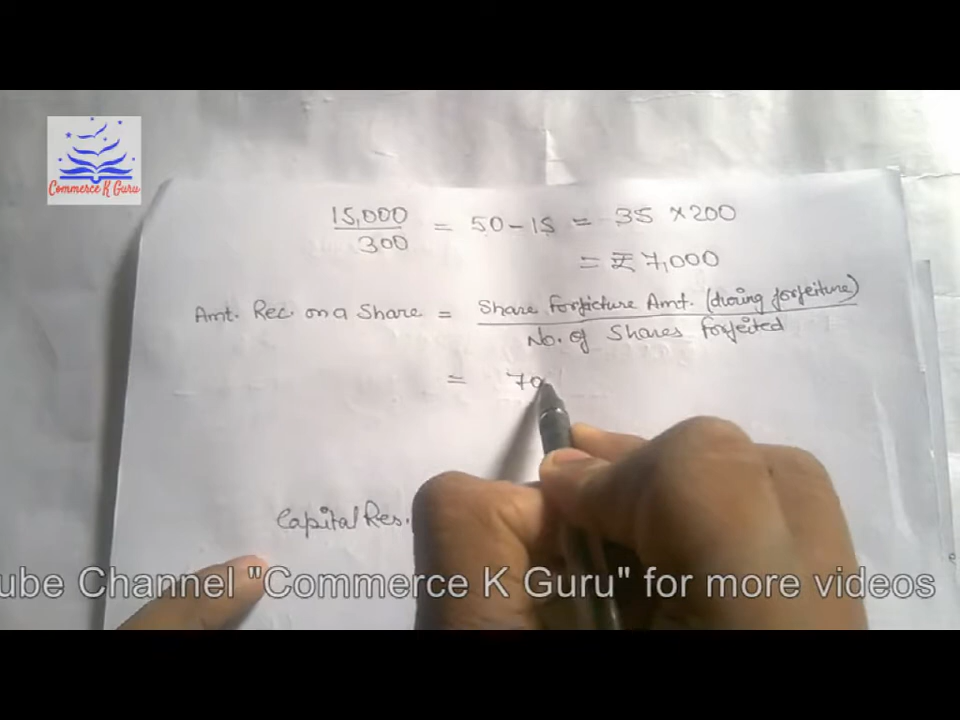 Commerce K Guru
15,000 / 300 = 50 - 15 = 35 × 200
= ₹ 7,000
Amt. Rec. on a Share = Share Forfeiture Amt. (during forfeiture) / No. of Shares forfeited
= 70
Capital Res.
ube Channel "Commerce K Guru" for more videos